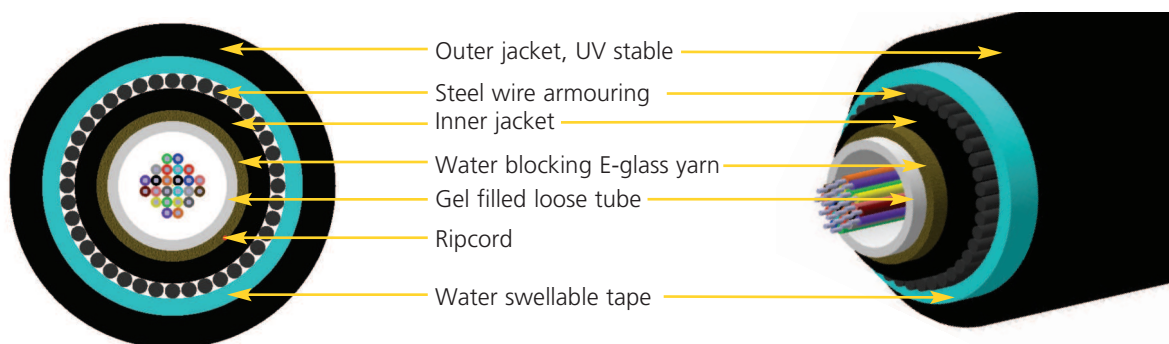 Outer jacket, UV stable
Steel wire armouring
Inner jacket
Water blocking E-glass yarn
Gel filled loose tube
Ripcord
Water swellable tape